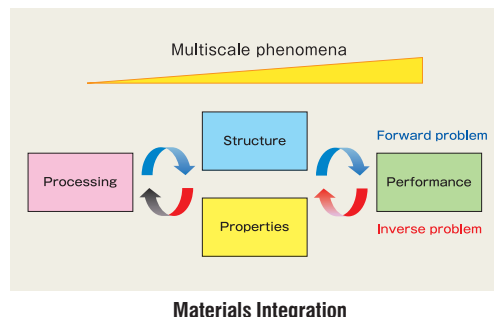 Multiscale phenomena
Structure
Forward problem
Processing
Performance
Properties
Inverse problem
Materials Integration